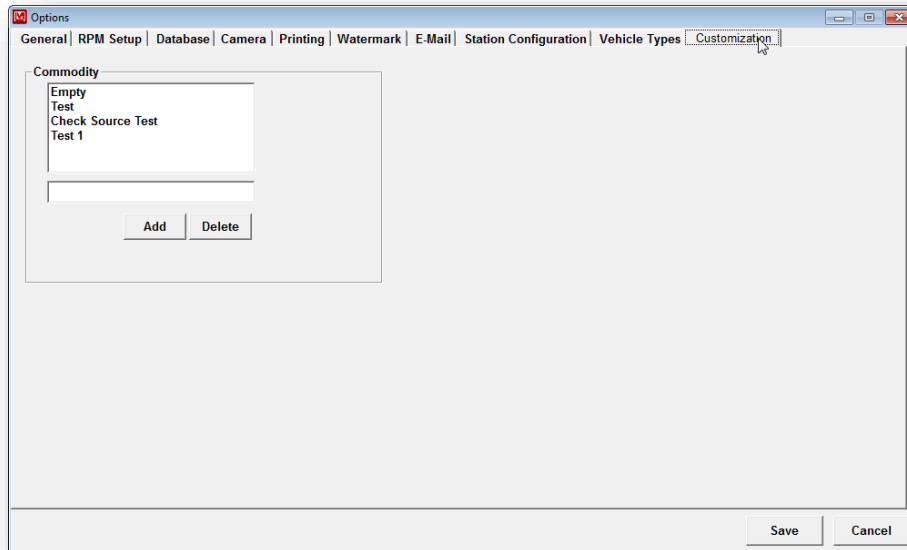 Options
General RPM Setup Database Camera Printing Watermark E-Mail Station Configuration Vehicle Types Customization
Commodity
Empty
Test
Check Source Test
Test 1
Add Delete
Save Cancel